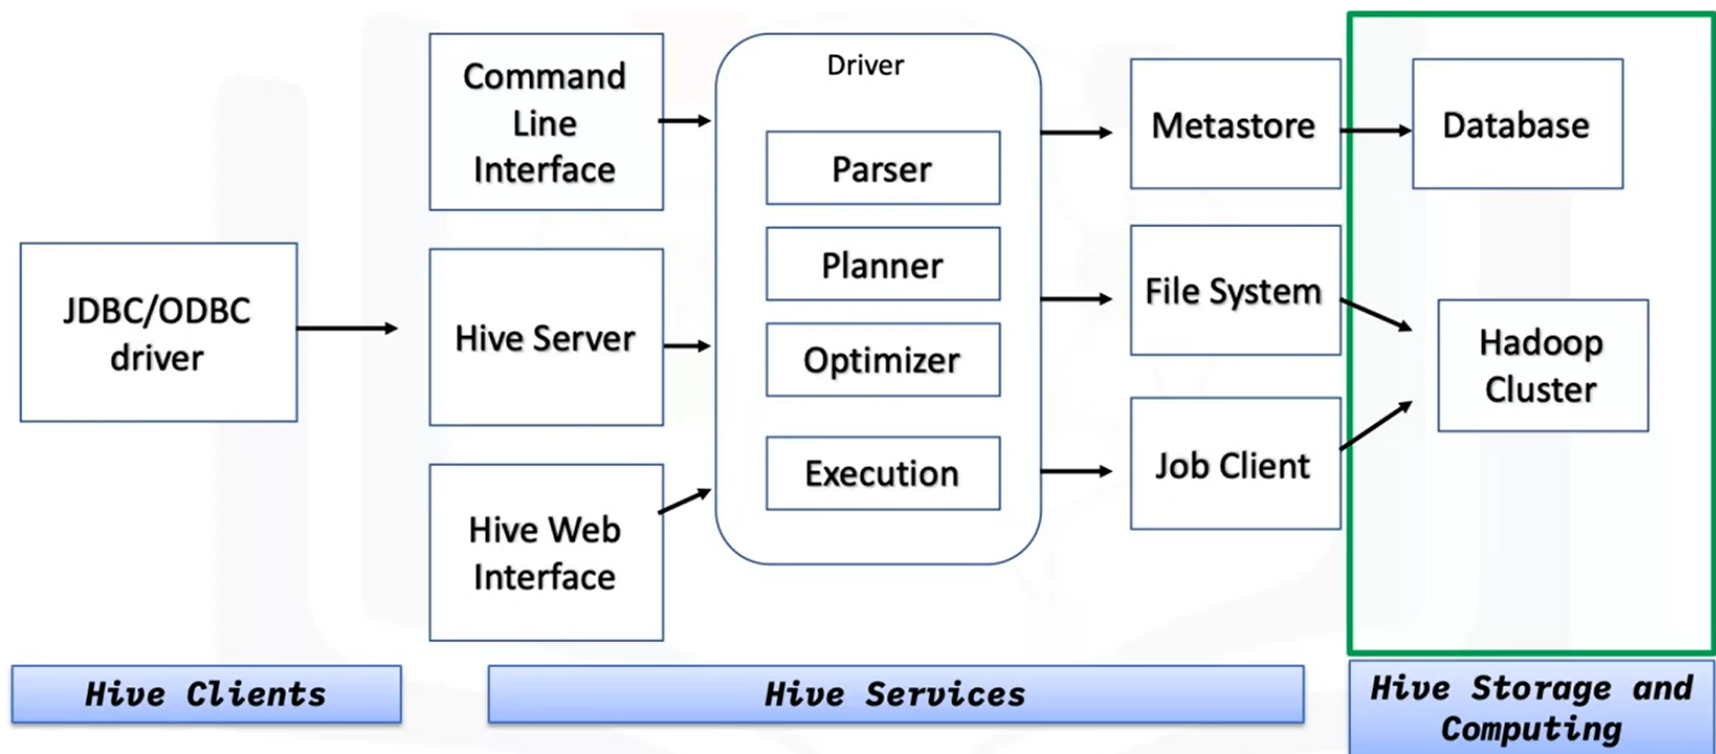 JDBC/ODBC
driver
Command
Line
Interface
Hive Server
Hive Web
Interface
Driver
Parser
Planner
Optimizer
Execution
Metastore
File System
Job Client
Database
Hadoop
Cluster
Hive Clients
Hive Services
Hive Storage and
Computing